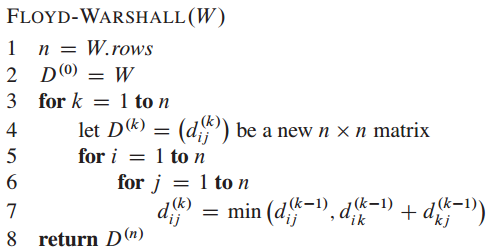 FLOYD-WARSHALL(W)
1 n = W.rows
2 D^(0) = W
3 for k = 1 to n
4 let D^(k) = (d_ij^(k)) be a new n × n matrix
5 for i = 1 to n
6 for j = 1 to n
7 d_ij^(k) = min (d_ij^(k−1), d_ik^(k−1) + d_kj^(k−1))
8 return D^(n)